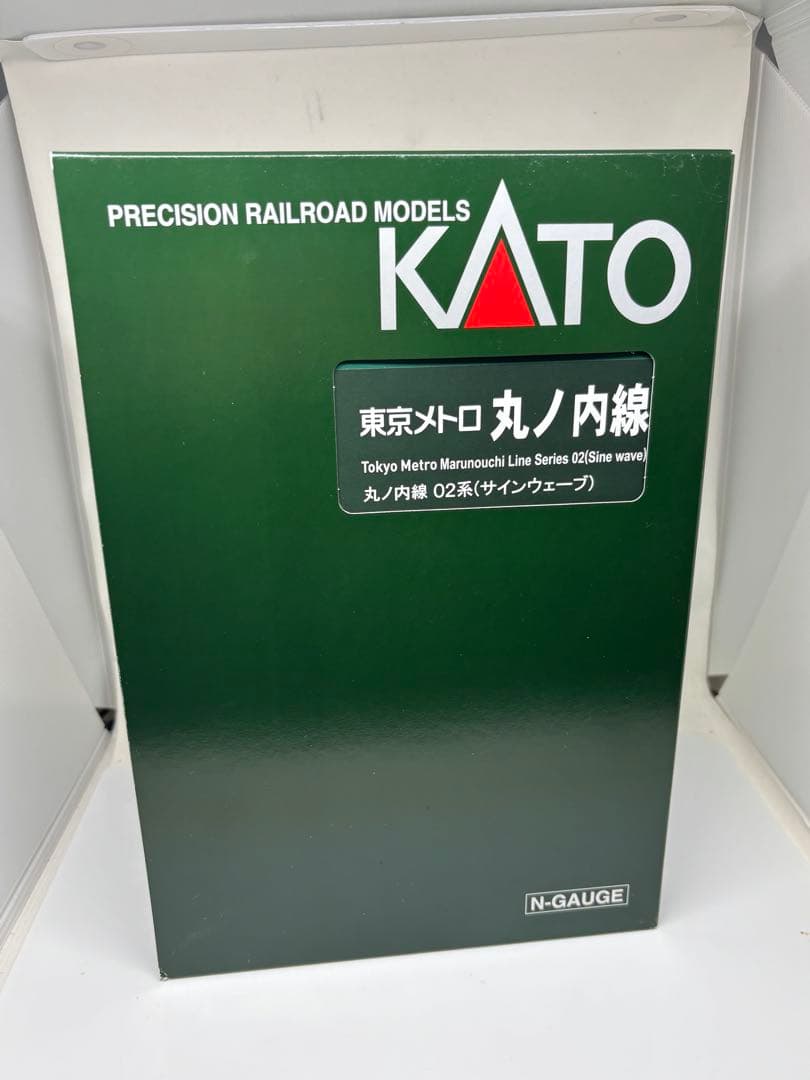 PRECISION RAILROAD MODELS
KATO
東京メトロ 丸ノ内線
Tokyo Metro Marunouchi Line Series 02(Sine wave)
丸ノ内線 02系(サインウェーブ)
N-GAUGE